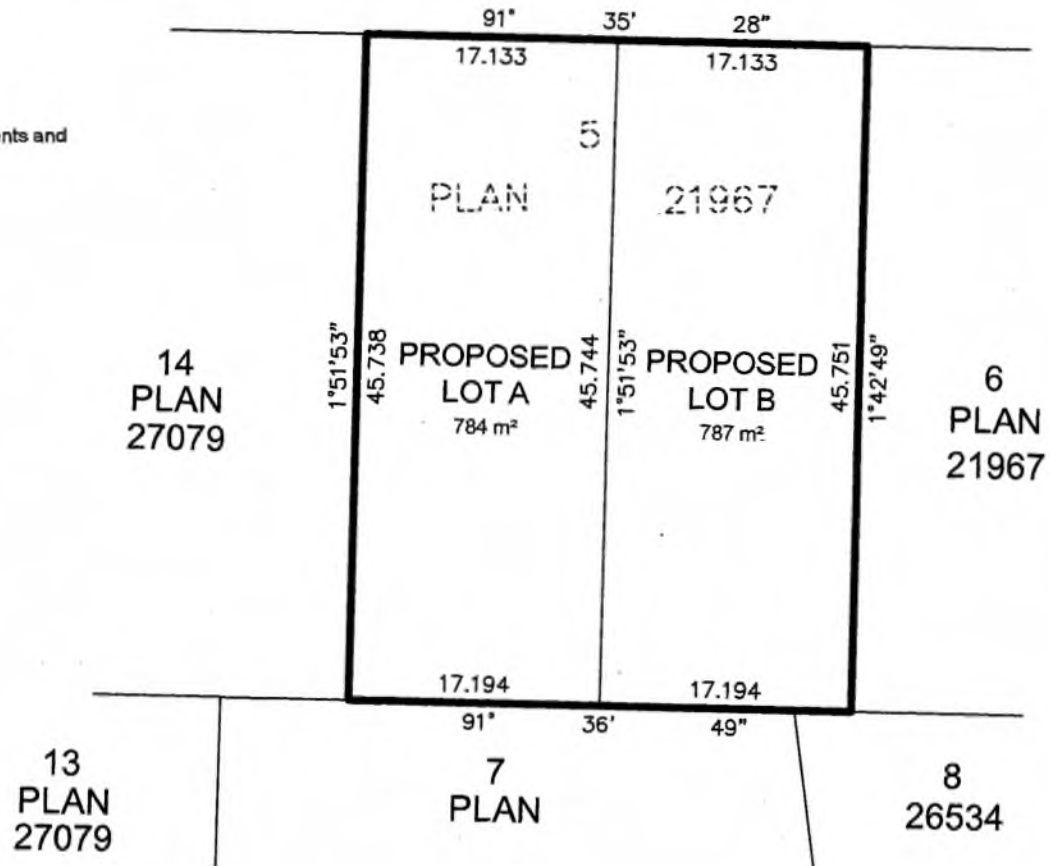 91° 35' 28"
17.133 17.133
nts and
5
PLAN 21967
14
PLAN
27079
1°51'53"
45.738
PROPOSED
LOT A
784 m²
45.744
1°51'53"
PROPOSED
LOT B
787 m²
45.751
1°42'49"
6
PLAN
21967
17.194 17.194
91° 36' 49"
13
PLAN
27079
7
PLAN
8
26534